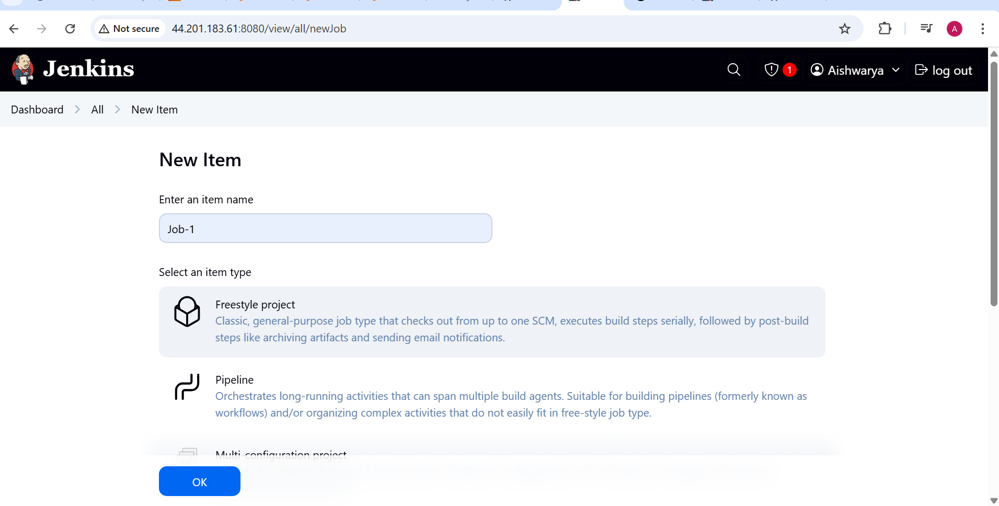 Not secure
44.201.183.61:8080/view/all/newJob
A
Jenkins
1
Aishwarya
log out
Dashboard
All
New Item
New Item
Enter an item name
Job-1
Select an item type
Freestyle project
Classic, general-purpose job type that checks out from up to one SCM, executes build steps serially, followed by post-build
steps like archiving artifacts and sending email notifications.
Pipeline
Orchestrates long-running activities that can span multiple build agents. Suitable for building pipelines (formerly known as
workflows) and/or organizing complex activities that do not easily fit in free-style job type.
Multi-configuration project
OK